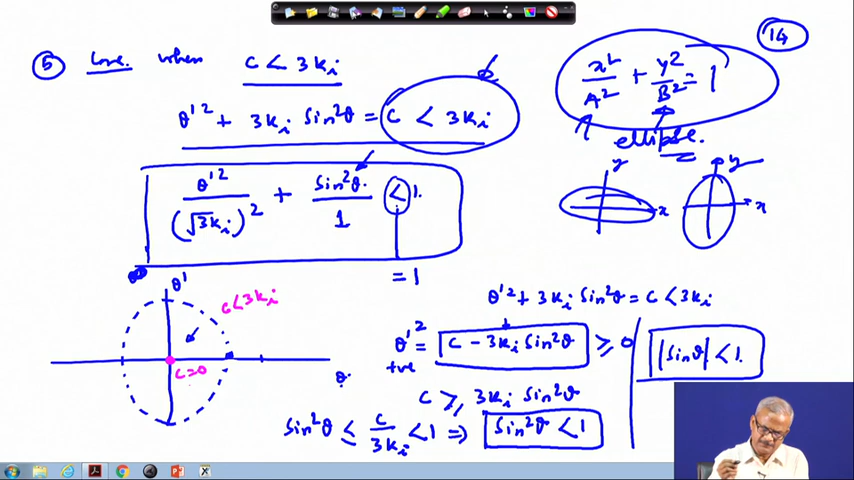 14
5 Case. when c < 3ki
θ'² + 3ki Sin²θ = c < 3ki
x²/A² + y²/B² = 1
ellipse.
y
x
y
x
θ'²/(√3ki)² + Sin²θ/1 < 1.
= 1
θ'
c < 3ki
c=0
θ
θ'² + 3ki Sin²θ = c < 3ki
θ'² = c - 3ki Sin²θ ≥ 0
+ve
|Sinθ| < 1.
c ≥ 3ki Sin²θ
Sin²θ ≤ c/3ki < 1 ⇒ Sin²θ < 1